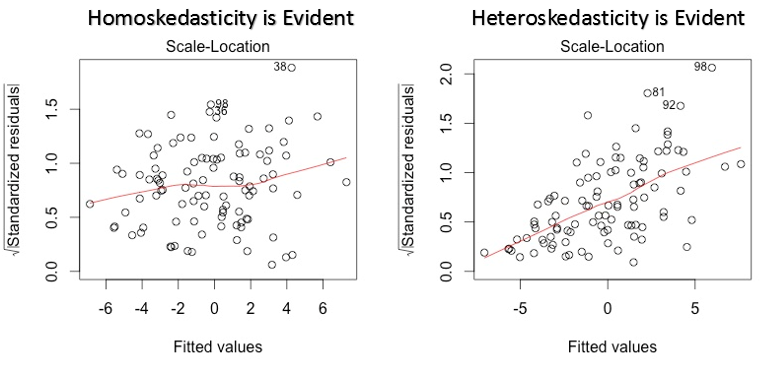 Homoskedasticity is Evident
Scale-Location
√|Standardized residuals|
0.0 0.5 1.0 1.5
38
98
36
-6 -4 -2 0 2 4 6
Fitted values
Heteroskedasticity is Evident
Scale-Location
√|Standardized residuals|
0.0 0.5 1.0 1.5 2.0
98
81
92
-5 0 5
Fitted values